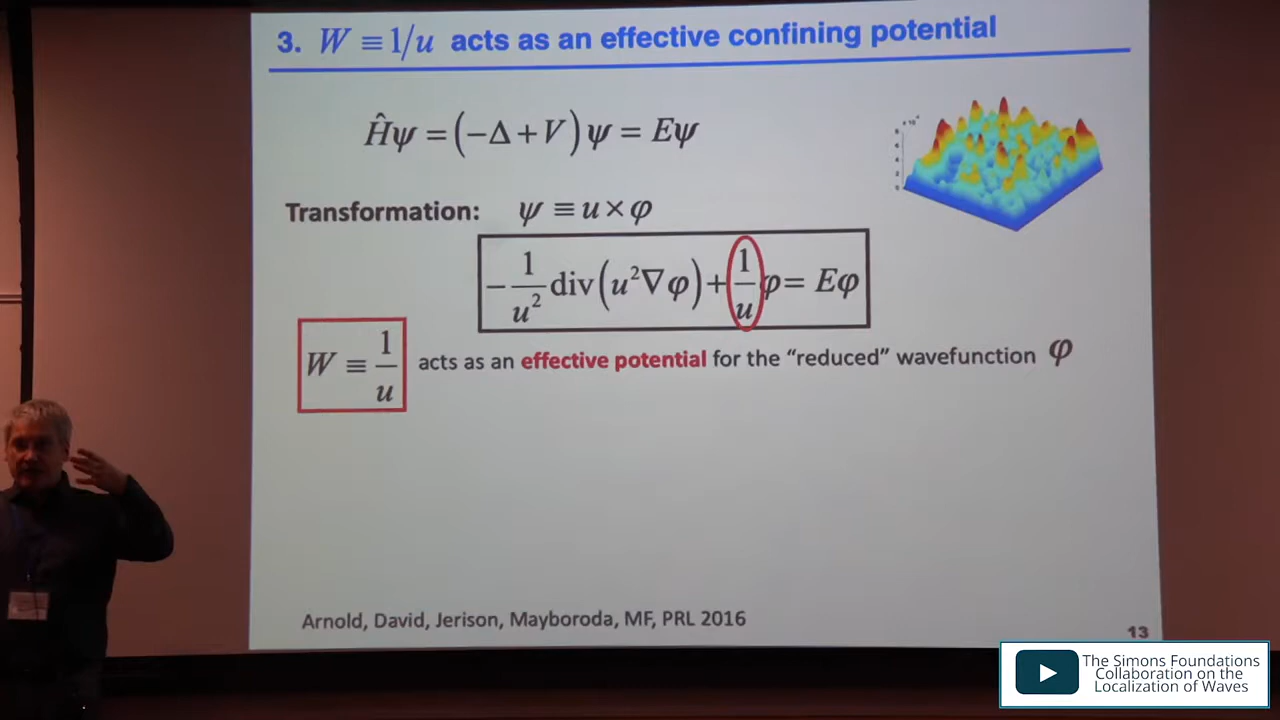 3. W ≡ 1/u acts as an effective confining potential
Ĥψ = (−Δ + V) ψ = Eψ
Transformation: ψ ≡ u × φ
− 1/u² div(u²∇φ) + 1/u φ = Eφ
W ≡ 1/u acts as an effective potential for the “reduced” wavefunction φ
Arnold, David, Jerison, Mayboroda, MF, PRL 2016
13
The Simons Foundations
Collaboration on the
Localization of Waves